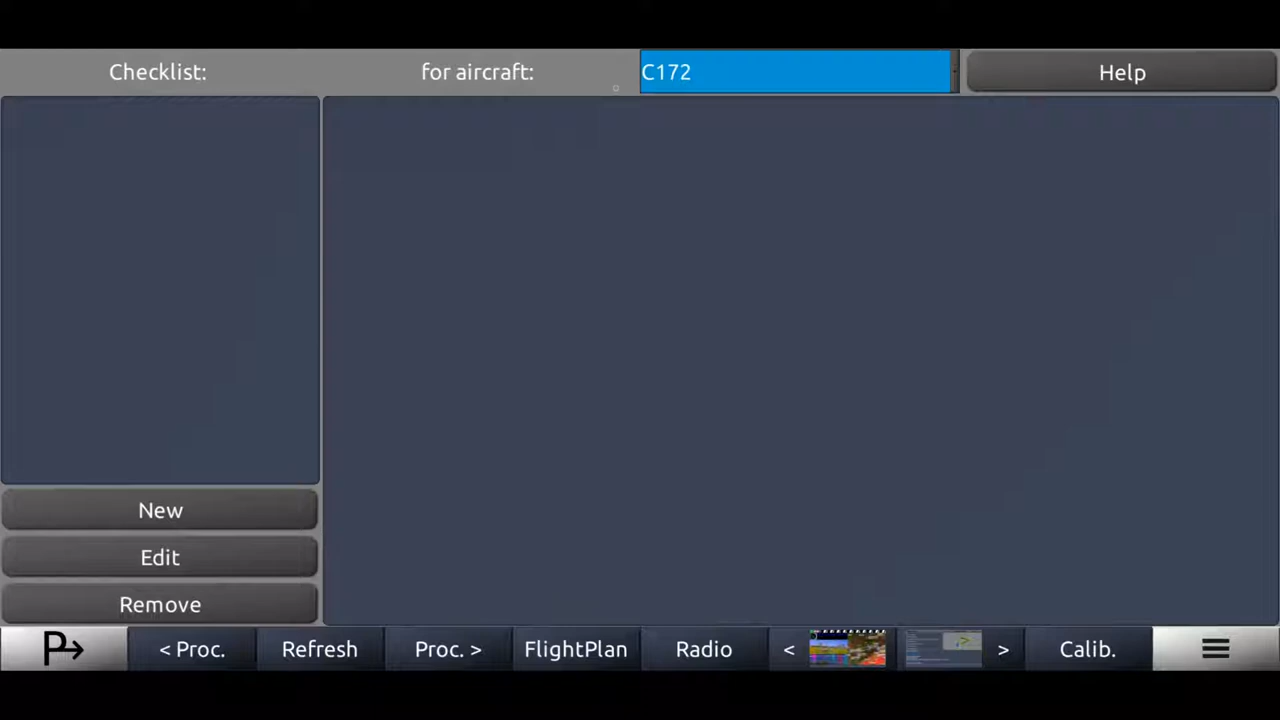 Checklist:
for aircraft:
C172
Help
New
Edit
Remove
< Proc.
Refresh
Proc. >
FlightPlan
Radio
<
>
Calib.